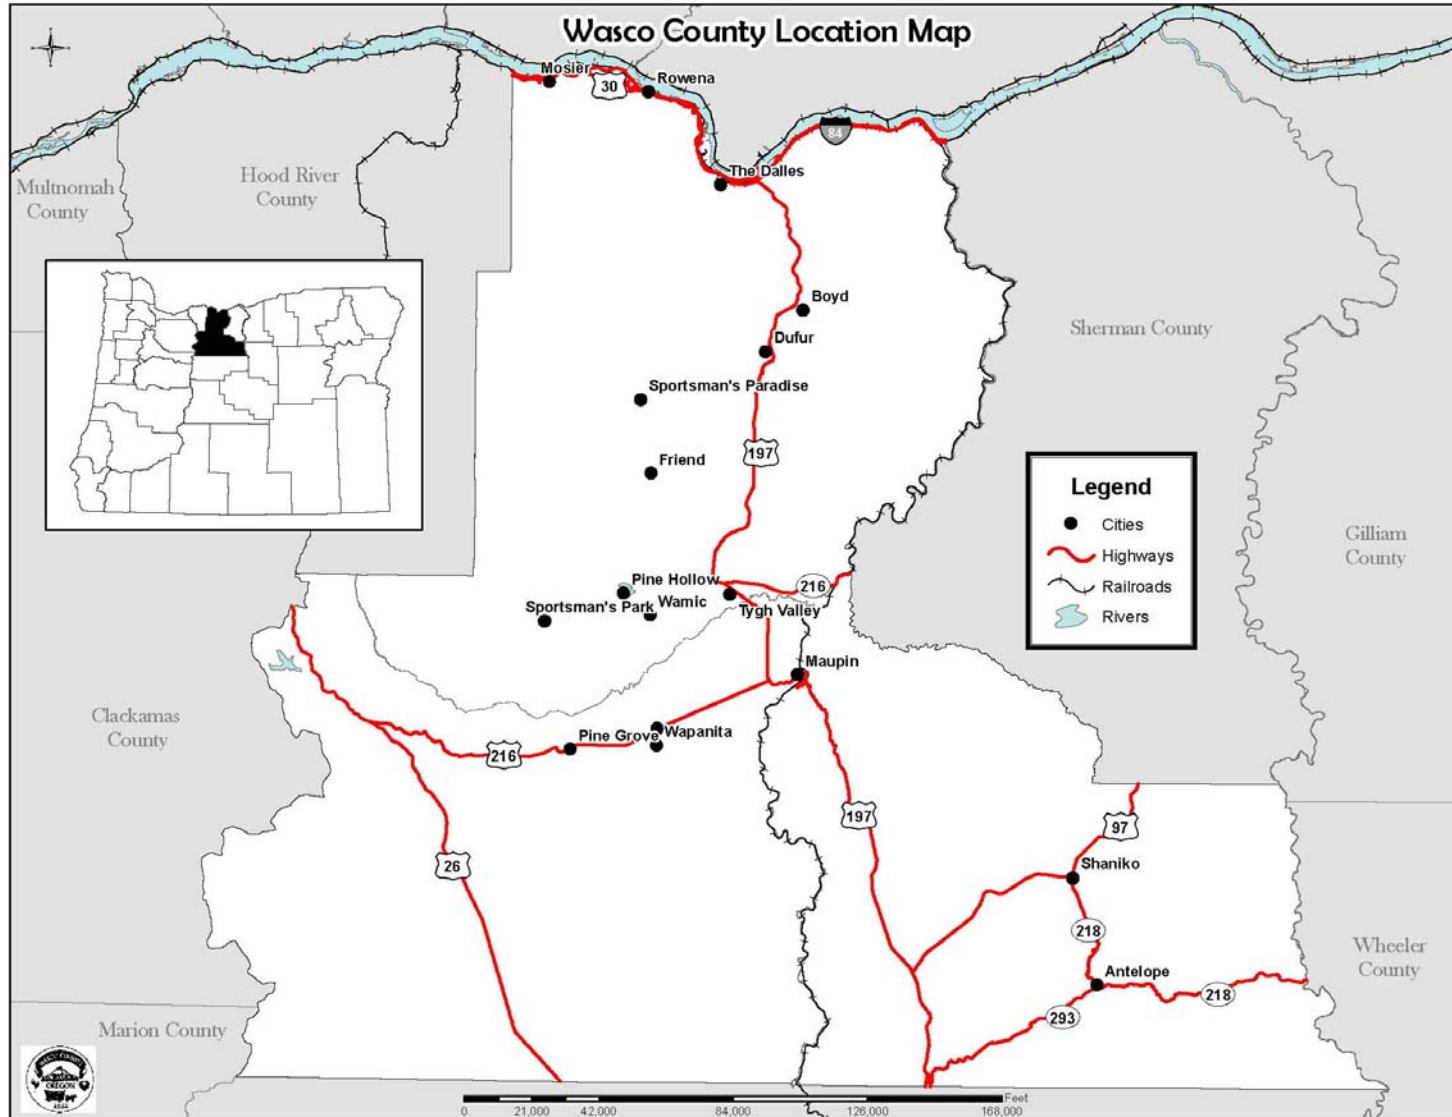 Wasco County Location Map
Mosier
30
Rowena
84
The Dalles
Multnomah
County
Hood River
County
Boyd
Dufur
Sherman County
Sportsman's Paradise
197
Friend
Legend
Cities
Highways
Railroads
Rivers
Gilliam
County
Pine Hollow
216
Sportsman's Park
Wamic
Tygh Valley
Maupin
Clackamas
County
Pine Grove
Wapanita
216
197
97
26
Shaniko
218
Wheeler
County
Antelope
218
293
Marion County
WASCO COUNTY
OREGON
0
21,000
42,000
84,000
126,000
168,000
Feet